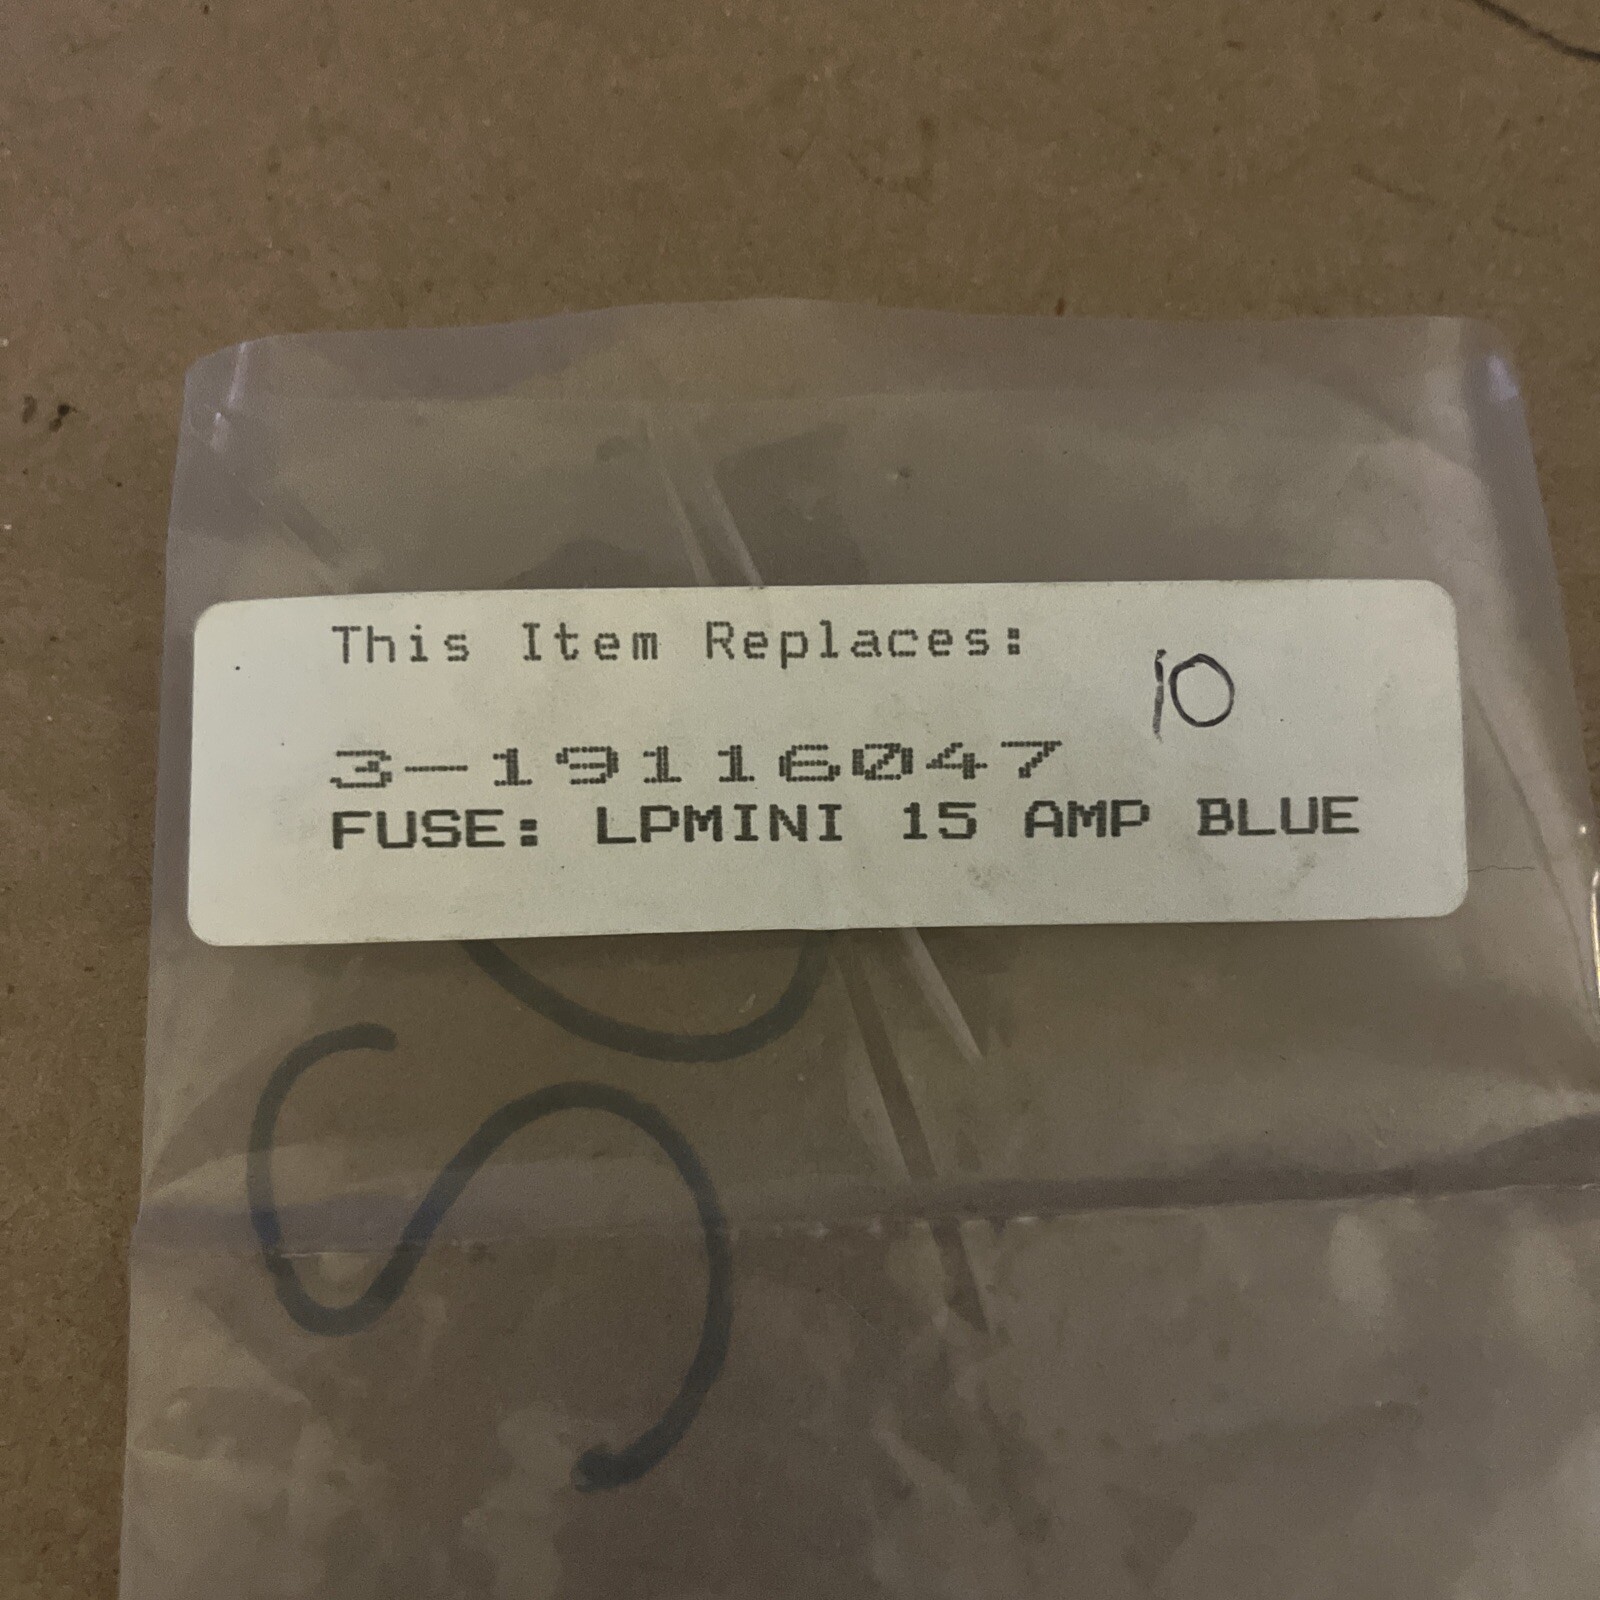 This Item Replaces:
10
3-19116047
FUSE: LPMINI 15 AMP BLUE